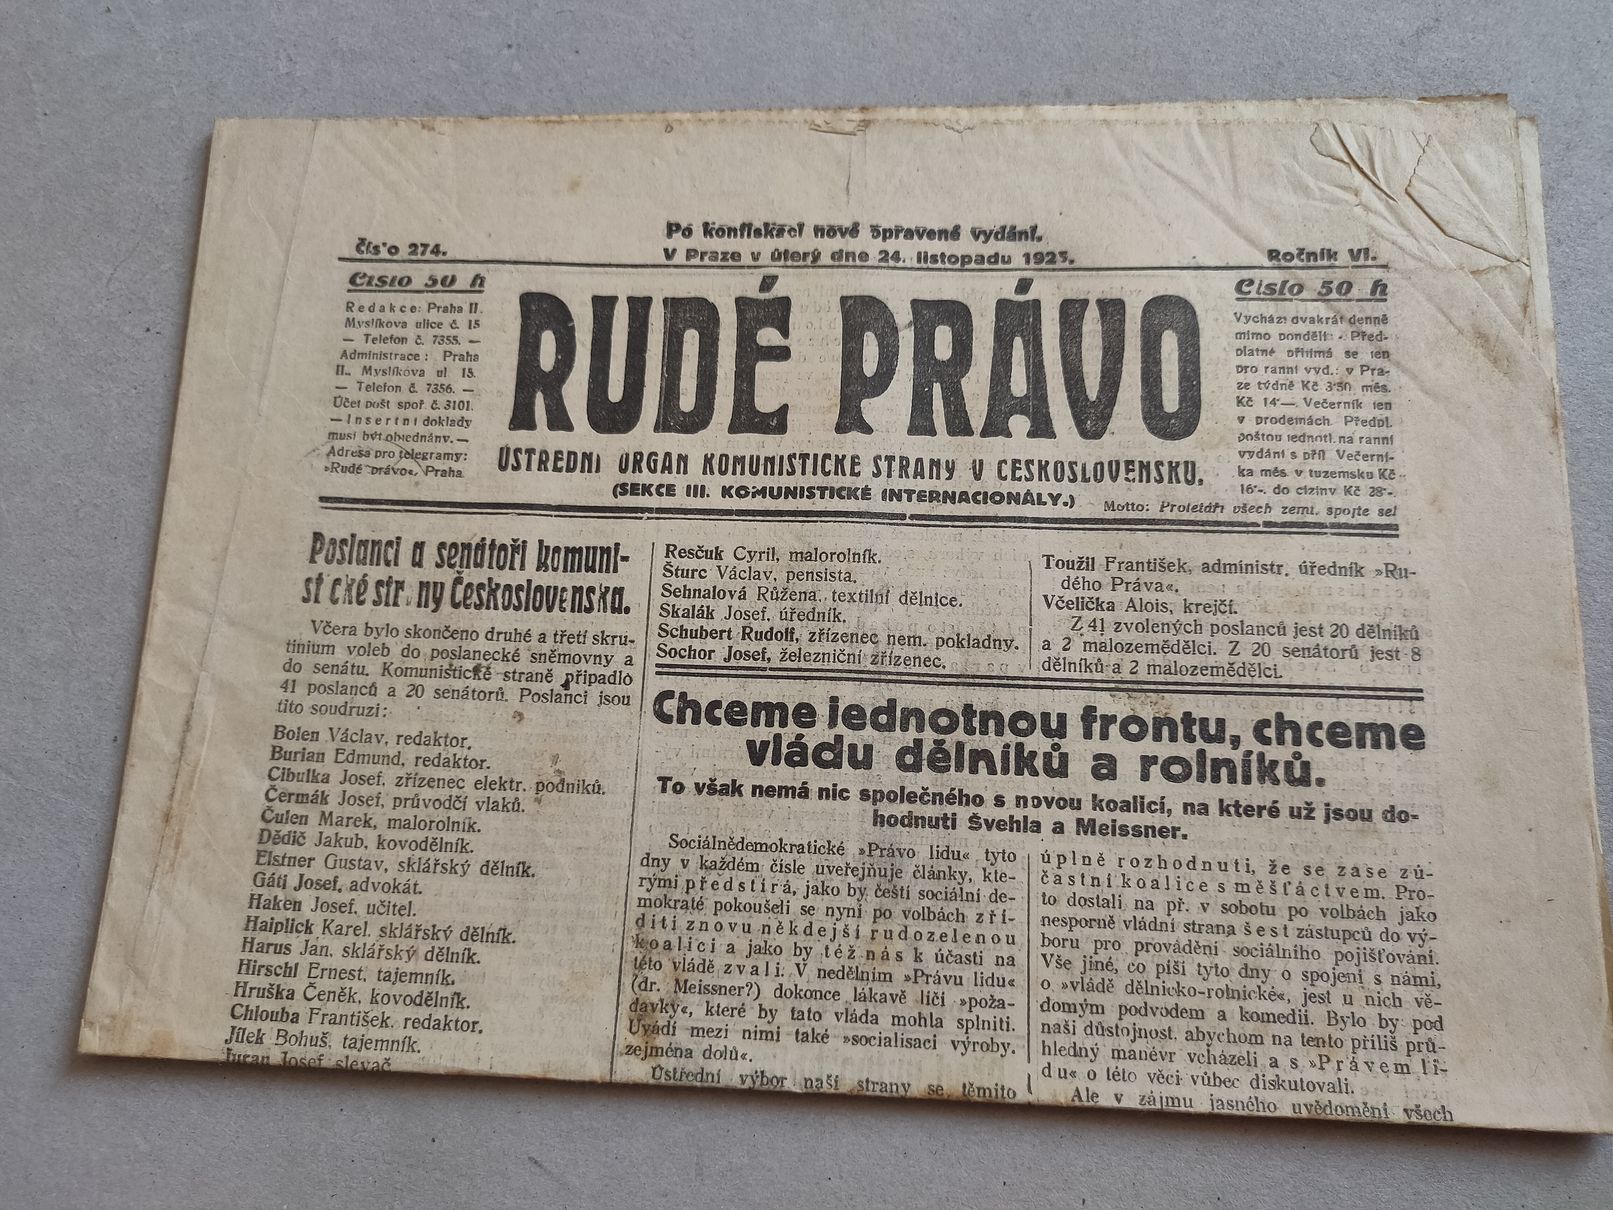 Po konfiskaci nové opravené vydání.
Číslo 274.
V Praze v úterý dne 24. listopadu 1925.
Ročník VI.
Číslo 50 h
Redakce: Praha II.
Myslíkova ulice č. 15
— Telefon č. 7355. —
Administrace: Praha
II., Myslíkova ul 15.
— Telefon č. 7356. —
Účet pošt spoř. č. 3101.
— Insertní doklady
musí být objednány. —
Adresa pro telegramy:
»Rudé právo«, Praha
RUDÉ PRÁVO
ÚSTŘEDNÍ ORGÁN KOMUNISTICKÉ STRANY V ČESKOSLOVENSKU.
(SEKCE III. KOMUNISTICKÉ INTERNACIONÁLY.)
Číslo 50 h
Vychází dvakrát denně
mimo pondělí. - Před-
platné přijímá se jen
pro ranní vyd.: v Pra-
ze týdně Kč 3·50 měs.
Kč 14·—. Večerník jen
v prodejnách. Předpl.
poštou jednotl. na ranní
vydání s příl. Večerní-
ka měs. v tuzemsku Kč
16·-. do ciziny Kč 28·-.
Motto: Proletáři všech zemí, spojte se!
Poslanci a senátoři komuni-
st cké str ny Československa.
Včera bylo skončeno druhé a třetí skru-
tinium voleb do poslanecké sněmovny a
do senátu. Komunistické straně připadlo
41 poslanců a 20 senátorů. Poslanci jsou
tito soudruzi:
Bolen Václav, redaktor.
Burian Edmund, redaktor.
Cibulka Josef, zřízenec elektr. podniků.
Čermák Josef, průvodčí vlaků.
Čulen Marek, malorolník.
Dědič Jakub, kovodělník.
Elstner Gustav, sklářský dělník.
Gáti Josef, advokát.
Haken Josef, učitel.
Haiplick Karel, sklářský dělník.
Harus Jan, sklářský dělník.
Hirschl Ernest, tajemník.
Hruška Čeněk, kovodělník.
Chlouba František, redaktor.
Jílek Bohuš, tajemník.
Juran Josef, slevač
Resčuk Cyril, malorolník.
Šturc Václav, pensista.
Sehnalová Růžena, textilní dělnice.
Skalák Josef, úředník.
Schubert Rudolf, zřízenec nem. pokladny.
Sochor Josef, železniční zřízenec.
Toužil František, administr. úředník »Ru-
dého Práva«.
Včelička Alois, krejčí.
Z 41 zvolených poslanců jest 20 dělníků
a 2 malozemědělci. Z 20 senátorů jest 8
dělníků a 2 malozemědělci.
Chceme jednotnou frontu, chceme
vládu dělníků a rolníků.
To však nemá nic společného s novou koalicí, na které už jsou do-
hodnuti Švehla a Meissner.
Sociálnědemokratické »Právo lidu« tyto
dny v každém čísle uveřejňuje články, kte-
rými předstírá, jako by čeští sociální de-
mokraté pokoušeli se nyní po volbách zří-
diti znovu někdejší rudozelenou
koalici a jako by též nás k účasti na
této vládě zvali. V nedělním »Právu lidu«
(dr. Meissner?) dokonce lákavě líčí »poža-
davky«, které by tato vláda mohla splniti.
Uvádí mezi nimi také »socialisaci výroby,
zejména dolů«.
Ústřední výbor naší strany se těmito
úplně rozhodnuti, že se zase zú-
častní koalice s měšťáctvem. Pro-
to dostali na př. v sobotu po volbách jako
nesporně vládní strana šest zástupců do vý-
boru pro provádění sociálního pojišťování.
Vše jiné, co píší tyto dny o spojení s námi,
o »vládě dělnicko-rolnické«, jest u nich vě-
domým podvodem a komedií. Bylo by pod
naši důstojnost, abychom na tento příliš prů-
hledný manévr vcházeli a s »Právem li-
du« o této věci vůbec diskutovali.
Ale v zájmu jasného uvědomění všech